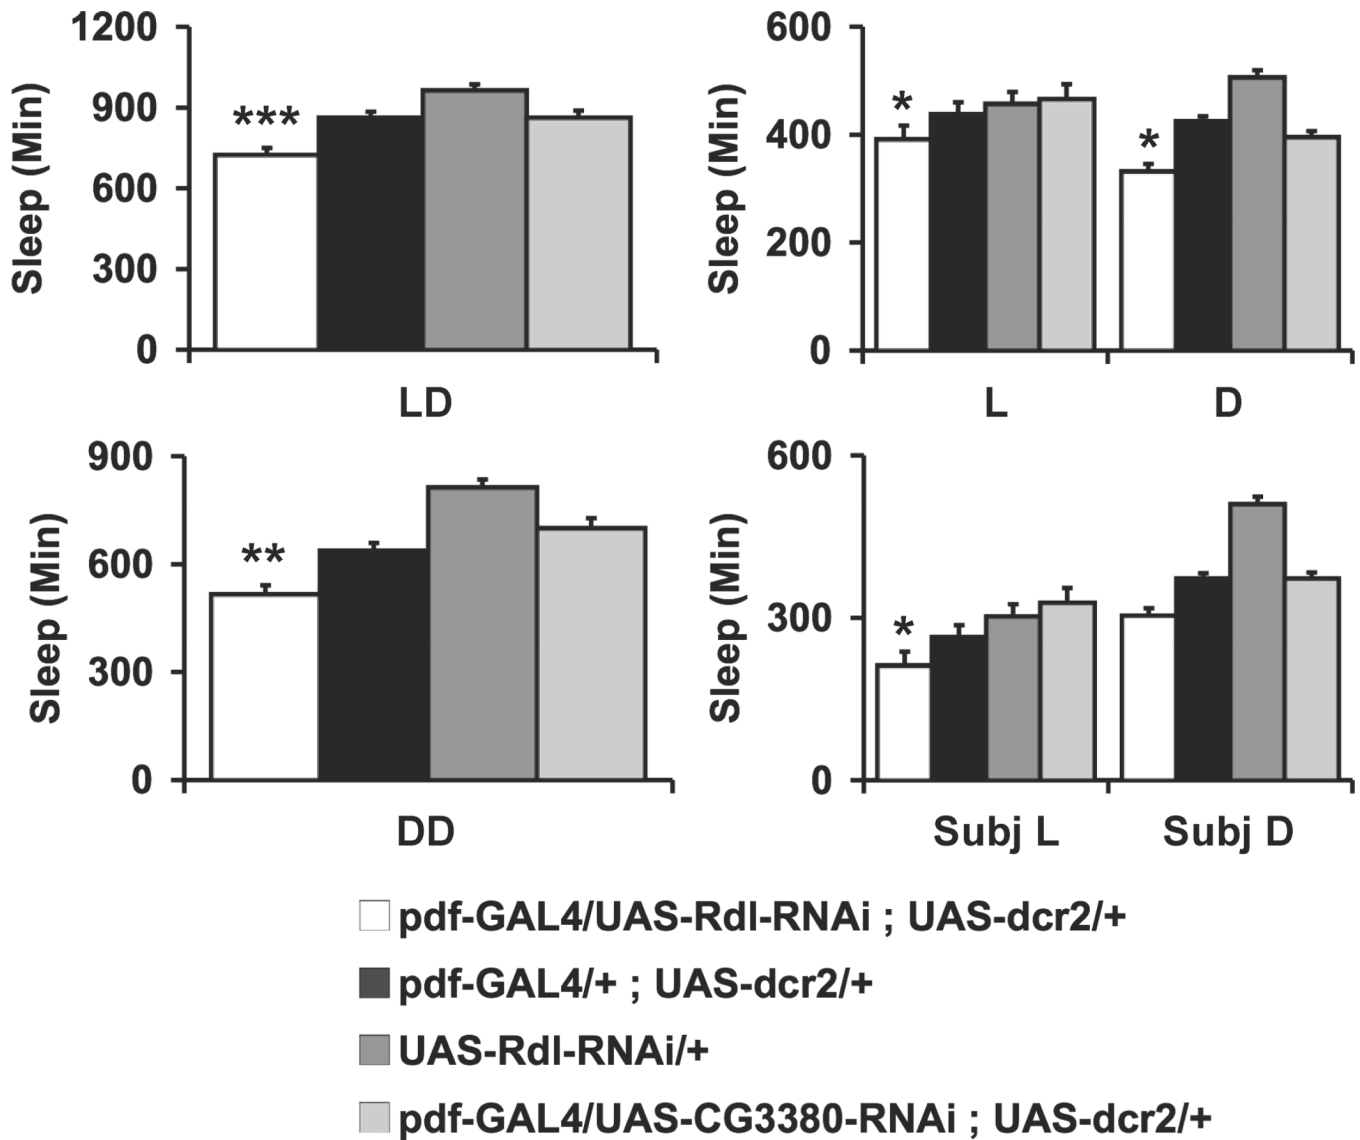 1200
900
600
300
0
Sleep (Min)
***
LD
600
400
200
0
Sleep (Min)
*
*
L
D
900
600
300
0
Sleep (Min)
**
DD
600
300
0
Sleep (Min)
*
Subj L
Subj D
pdf-GAL4/UAS-Rdl-RNAi ; UAS-dcr2/+
pdf-GAL4/+ ; UAS-dcr2/+
UAS-Rdl-RNAi/+
pdf-GAL4/UAS-CG3380-RNAi ; UAS-dcr2/+